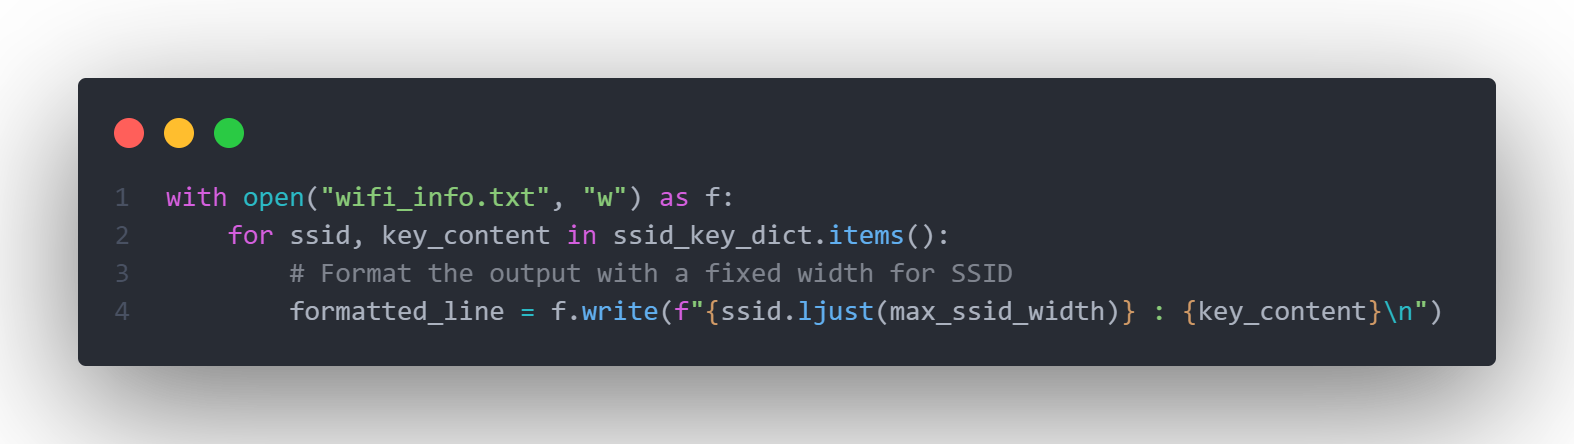 1 with open("wifi_info.txt", "w") as f:
2     for ssid, key_content in ssid_key_dict.items():
3         # Format the output with a fixed width for SSID
4         formatted_line = f.write(f"{ssid.ljust(max_ssid_width)} : {key_content}\n")